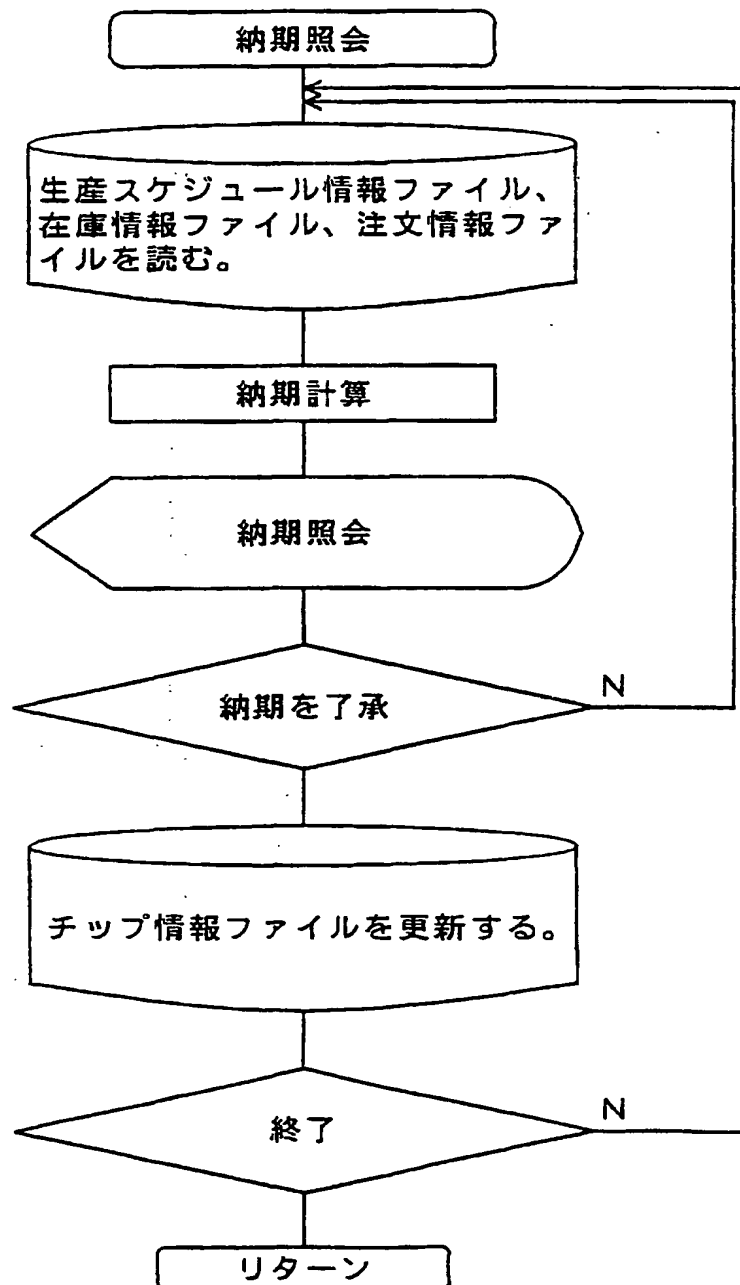 納期照会
生産スケジュール情報ファイル、
在庫情報ファイル、注文情報ファ
イルを読む。
納期計算
納期照会
納期を了承
N
チップ情報ファイルを更新する。
終了
N
リターン